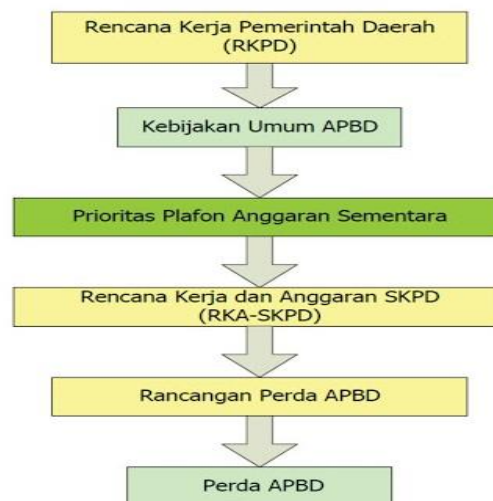 Rencana Kerja Pemerintah Daerah
(RKPD)
Kebijakan Umum APBD
Prioritas Plafon Anggaran Sementara
Rencana Kerja dan Anggaran SKPD
(RKA-SKPD)
Rancangan Perda APBD
Perda APBD